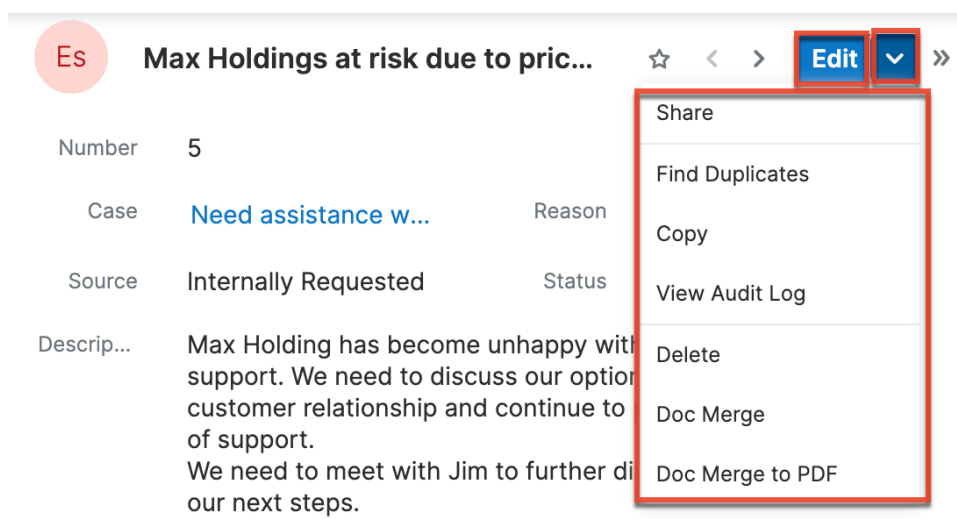 Es
Max Holdings at risk due to pric...
Edit
Share
Number 5
Find Duplicates
Case Need assistance w... Reason
Copy
Source Internally Requested Status
View Audit Log
Descrip... Max Holding has become unhappy with
Delete
support. We need to discuss our option
customer relationship and continue to
Doc Merge
of support.
We need to meet with Jim to further di
Doc Merge to PDF
our next steps.